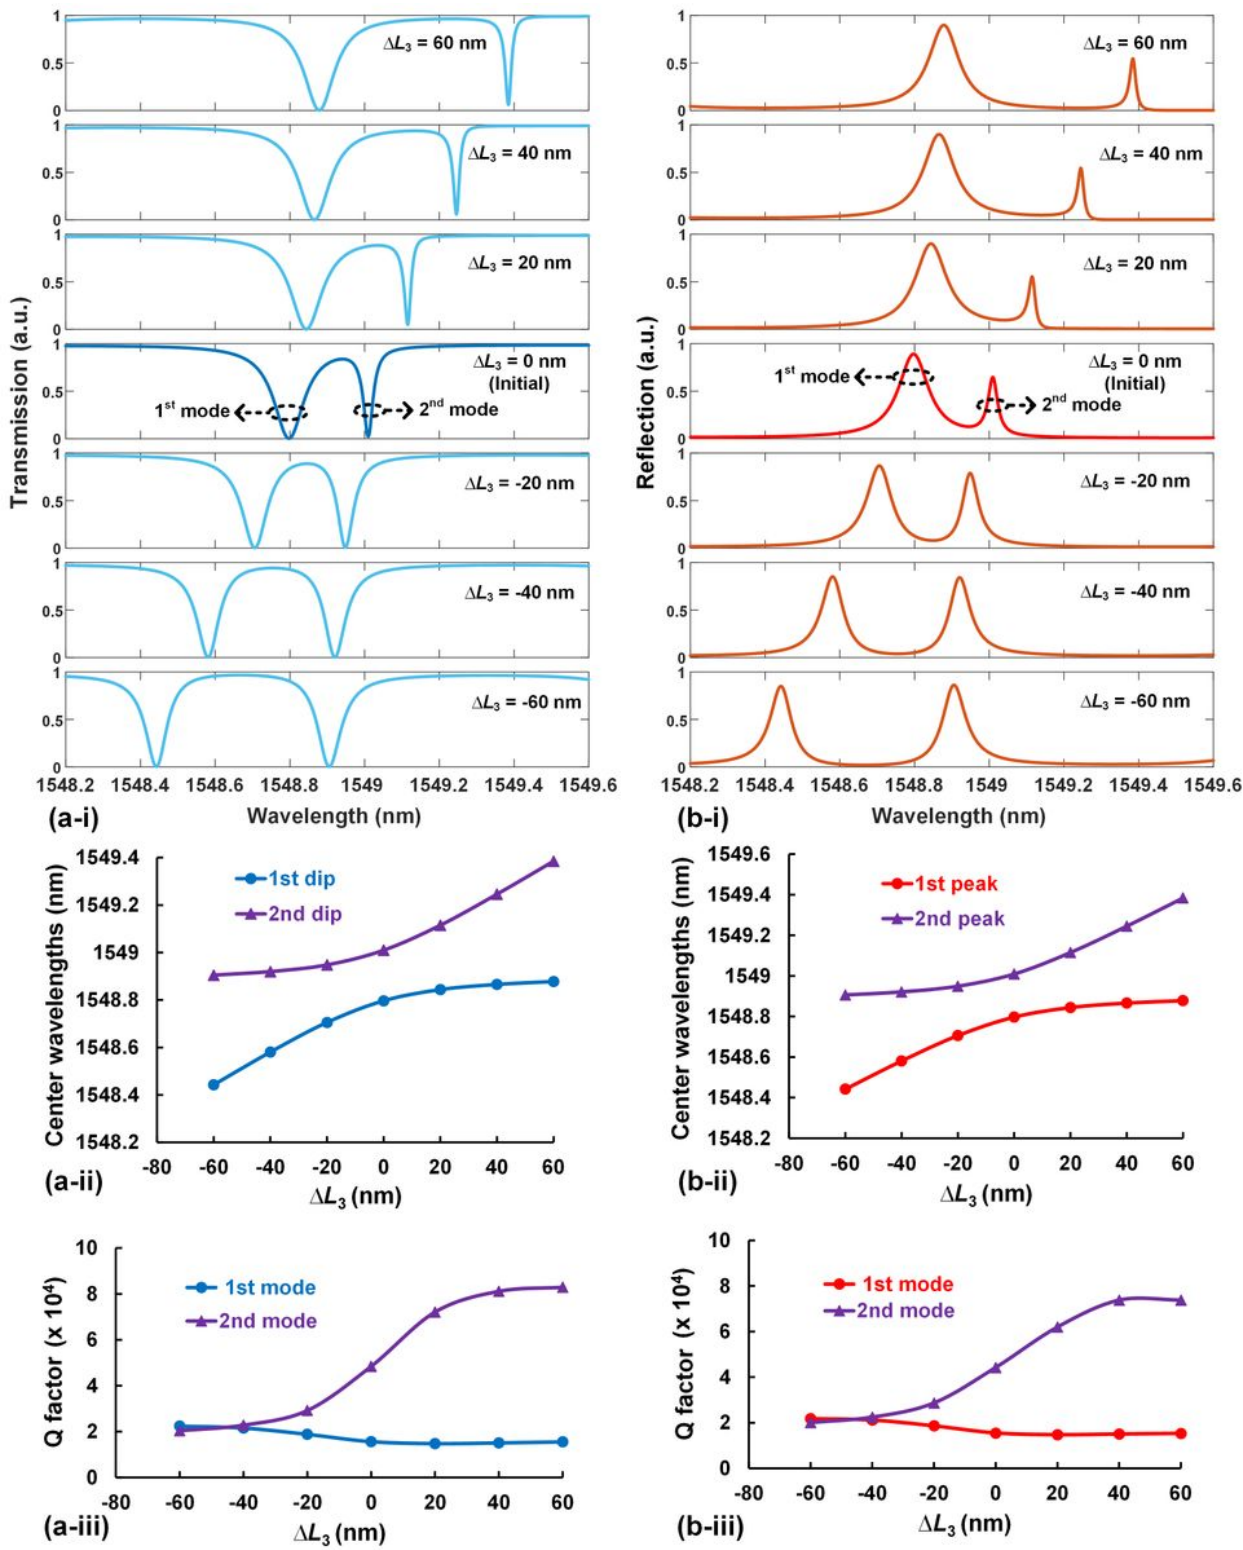 Transmission (a.u.)
1
0.5
0
ΔL3 = 60 nm
1
0.5
0
ΔL3 = 40 nm
1
0.5
0
ΔL3 = 20 nm
1
0.5
0
ΔL3 = 0 nm
(Initial)
1st mode
2nd mode
1
0.5
0
ΔL3 = -20 nm
1
0.5
0
ΔL3 = -40 nm
1
0.5
0
ΔL3 = -60 nm
1548.2 1548.4 1548.6 1548.8 1549 1549.2 1549.4 1549.6
(a-i) Wavelength (nm)
Reflection (a.u.)
1
0.5
0
ΔL3 = 60 nm
1
0.5
0
ΔL3 = 40 nm
1
0.5
0
ΔL3 = 20 nm
1
0.5
0
ΔL3 = 0 nm
(Initial)
1st mode
2nd mode
1
0.5
0
ΔL3 = -20 nm
1
0.5
0
ΔL3 = -40 nm
1
0.5
0
ΔL3 = -60 nm
1548.2 1548.4 1548.6 1548.8 1549 1549.2 1549.4 1549.6
(b-i) Wavelength (nm)
Center wavelengths (nm)
1549.4
1549.2
1549
1548.8
1548.6
1548.4
1548.2
1st dip
2nd dip
-80 -60 -40 -20 0 20 40 60
(a-ii) ΔL3 (nm)
Center wavelengths (nm)
1549.6
1549.4
1549.2
1549
1548.8
1548.6
1548.4
1548.2
1st peak
2nd peak
-80 -60 -40 -20 0 20 40 60
(b-ii) ΔL3 (nm)
Q factor (x 10⁴)
10
8
6
4
2
0
1st mode
2nd mode
-80 -60 -40 -20 0 20 40 60
(a-iii) ΔL3 (nm)
Q factor (x 10⁴)
10
8
6
4
2
0
1st mode
2nd mode
-80 -60 -40 -20 0 20 40 60
(b-iii) ΔL3 (nm)